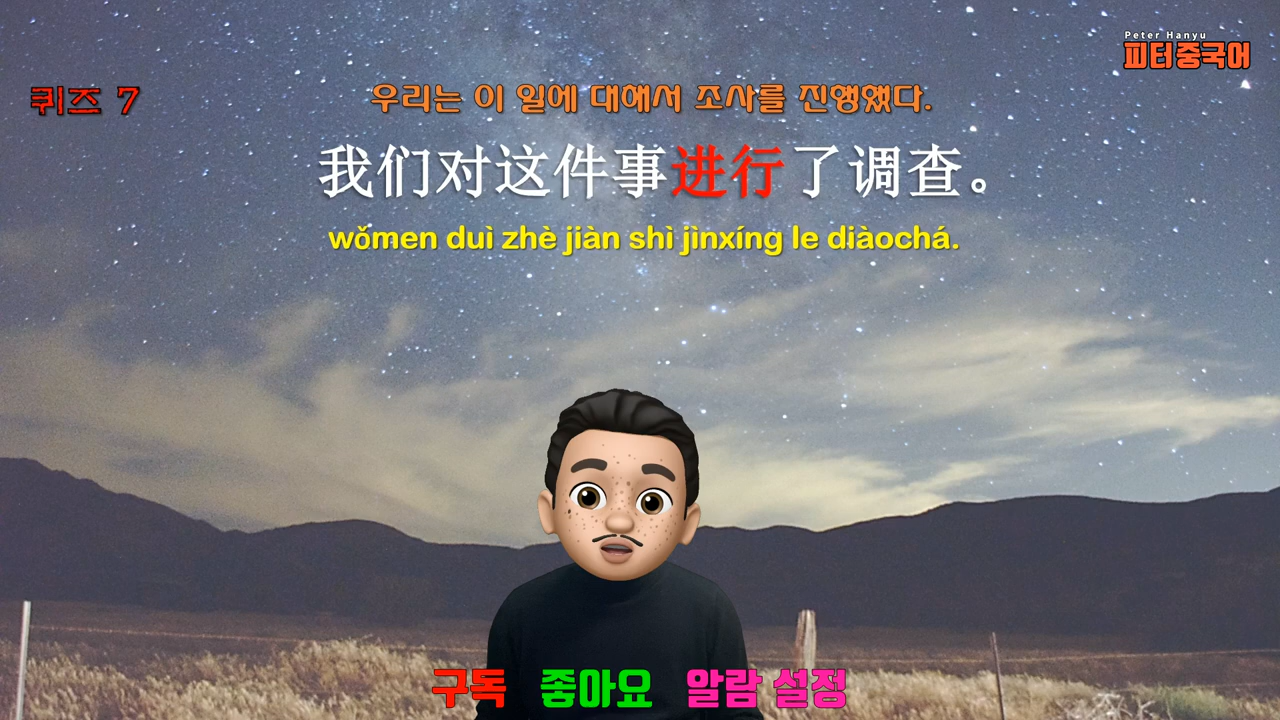 Peter Hanyu
피터 중국어
퀴즈 7
우리는 이 일에 대해서 조사를 진행했다.
我们对这件事进行了调查。
wǒmen duì zhè jiàn shì jìnxíng le diàochá.
구독 좋아요 알람 설정